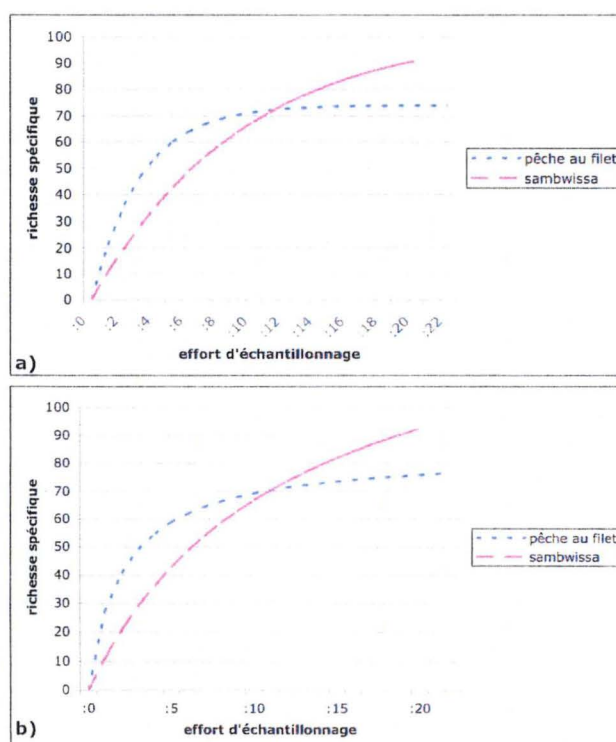 100
90
80
70
60
50
40
30
20
10
0
richesse spécifique
:0 :2 :4 :6 :8 :10 :12 :14 :16 :18 :20 :22
effort d'échantillonnage
pêche au filet
sambwissa
a)
100
90
80
70
60
50
40
30
20
10
0
richesse spécifique
:0 :5 :10 :15 :20
effort d'échantillonnage
pêche au filet
sambwissa
b)